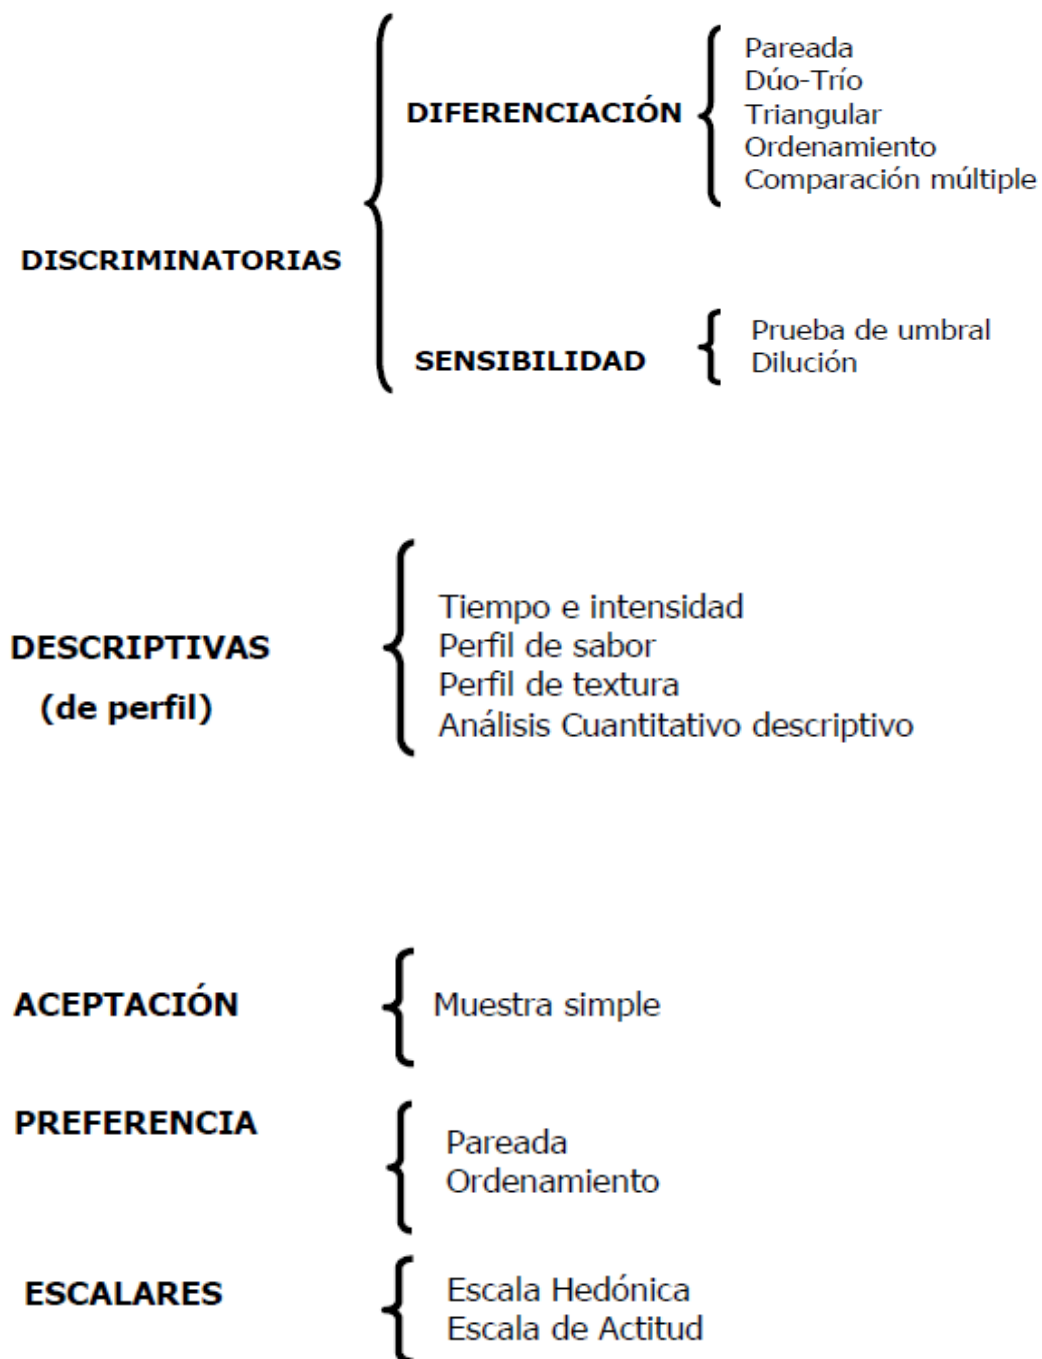 DISCRIMINATORIAS
DIFERENCIACIÓN
Pareada
Dúo-Trío
Triangular
Ordenamiento
Comparación múltiple
SENSIBILIDAD
Prueba de umbral
Dilución
DESCRIPTIVAS
(de perfil)
Tiempo e intensidad
Perfil de sabor
Perfil de textura
Análisis Cuantitativo descriptivo
ACEPTACIÓN
Muestra simple
PREFERENCIA
Pareada
Ordenamiento
ESCALARES
Escala Hedónica
Escala de Actitud